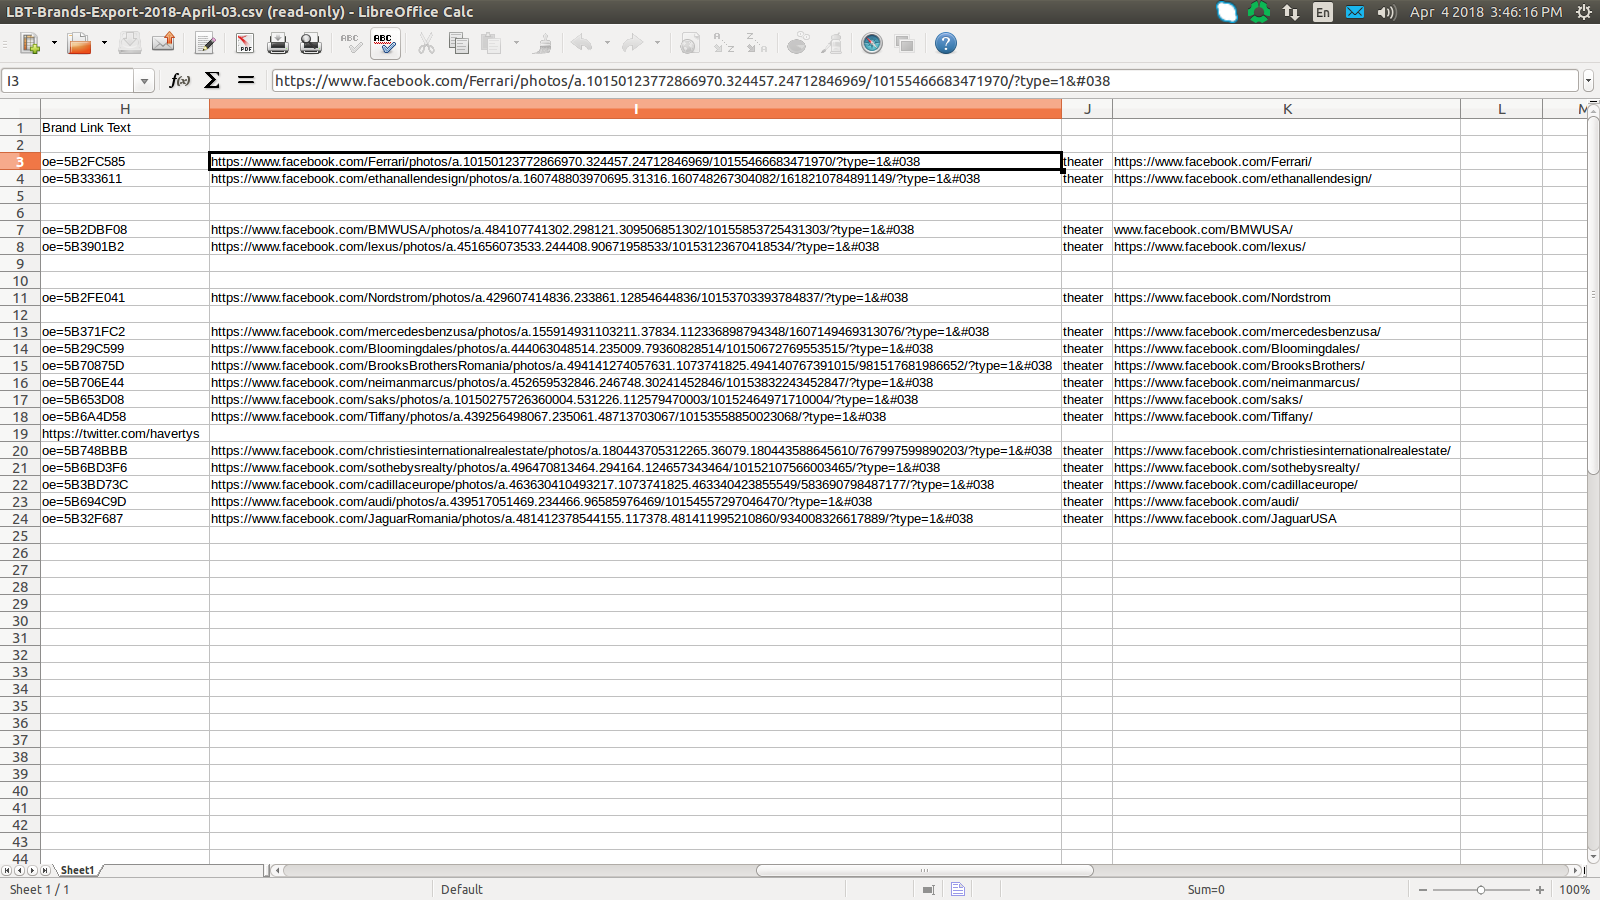 LBT-Brands-Export-2018-April-03.csv (read-only) - LibreOffice Calc En Apr 4 2018 3:46:16 PM
I3 f(x) Σ = https://www.facebook.com/Ferrari/photos/a.10150123772866970.324457.24712846969/10155466683471970/?type=1&#038
H I J K L M
1 Brand Link Text
2
3 oe=5B2FC585 https://www.facebook.com/Ferrari/photos/a.10150123772866970.324457.24712846969/10155466683471970/?type=1&#038 theater https://www.facebook.com/Ferrari/
4 oe=5B333611 https://www.facebook.com/ethanallendesign/photos/a.160748803970695.31316.160748267304082/1618210784891149/?type=1&#038 theater https://www.facebook.com/ethanallendesign/
5
6
7 oe=5B2DBF08 https://www.facebook.com/BMWUSA/photos/a.484107741302.298121.309506851302/10155853725431303/?type=1&#038 theater www.facebook.com/BMWUSA/
8 oe=5B3901B2 https://www.facebook.com/lexus/photos/a.451656073533.244408.90671958533/10153123670418534/?type=1&#038 theater https://www.facebook.com/lexus/
9
10
11 oe=5B2FE041 https://www.facebook.com/Nordstrom/photos/a.429607414836.233861.12854644836/10153703393784837/?type=1&#038 theater https://www.facebook.com/Nordstrom
12
13 oe=5B371FC2 https://www.facebook.com/mercedesbenzusa/photos/a.155914931103211.37834.112336898794348/1607149469313076/?type=1&#038 theater https://www.facebook.com/mercedesbenzusa/
14 oe=5B29C599 https://www.facebook.com/Bloomingdales/photos/a.444063048514.235009.79360828514/10150672769553515/?type=1&#038 theater https://www.facebook.com/Bloomingdales/
15 oe=5B70875D https://www.facebook.com/BrooksBrothersRomania/photos/a.494141274057631.1073741825.494140767391015/981517681986652/?type=1&#038 theater https://www.facebook.com/BrooksBrothers/
16 oe=5B706E44 https://www.facebook.com/neimanmarcus/photos/a.452659532846.246748.30241452846/10153832243452847/?type=1&#038 theater https://www.facebook.com/neimanmarcus/
17 oe=5B653D08 https://www.facebook.com/saks/photos/a.10150275726360004.531226.112579470003/10152464971710004/?type=1&#038 theater https://www.facebook.com/saks/
18 oe=5B6A4D58 https://www.facebook.com/Tiffany/photos/a.439256498067.235061.48713703067/10153558850023068/?type=1&#038 theater https://www.facebook.com/Tiffany/
19 https://twitter.com/havertys
20 oe=5B748BBB https://www.facebook.com/christiesinternationalrealestate/photos/a.180443705312265.36079.180443588645610/767997599890203/?type=1&#038 theater https://www.facebook.com/christiesinternationalrealestate/
21 oe=5B6BD3F6 https://www.facebook.com/sothebysrealty/photos/a.496470813464.294164.124657343464/10152107566003465/?type=1&#038 theater https://www.facebook.com/sothebysrealty/
22 oe=5B3BD73C https://www.facebook.com/cadillaceurope/photos/a.463630410493217.1073741825.463340423855549/583690798487177/?type=1&#038 theater https://www.facebook.com/cadillaceurope/
23 oe=5B694C9D https://www.facebook.com/audi/photos/a.439517051469.234466.96585976469/10154557297046470/?type=1&#038 theater https://www.facebook.com/audi/
24 oe=5B32F687 https://www.facebook.com/JaguarRomania/photos/a.481412378544155.117378.481411995210860/934008326617889/?type=1&#038 theater https://www.facebook.com/JaguarUSA
25
26
27
28
29
30
31
32
33
34
35
36
37
38
39
40
41
42
43
44
Sheet1
Sheet 1 / 1 Default Sum=0 100%